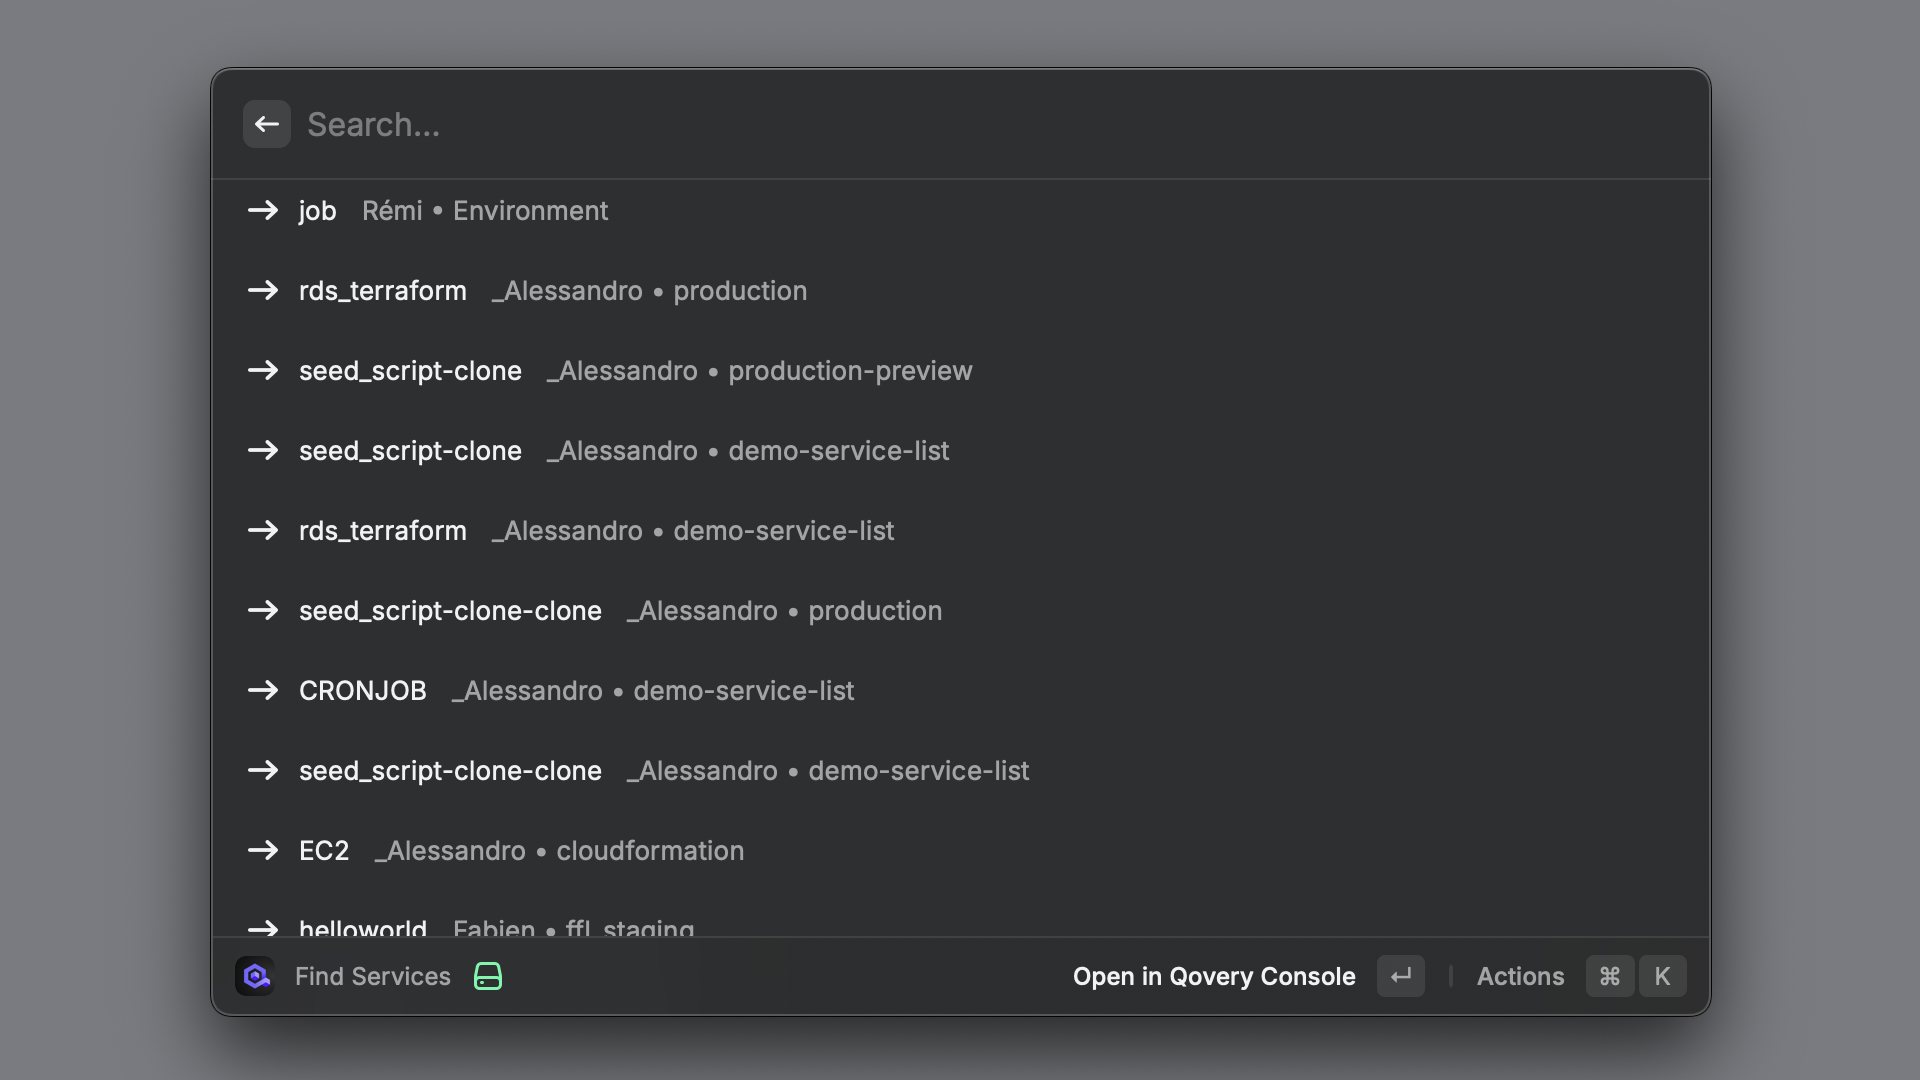 Search...
job Rémi • Environment
rds_terraform _Alessandro • production
seed_script-clone _Alessandro • production-preview
seed_script-clone _Alessandro • demo-service-list
rds_terraform _Alessandro • demo-service-list
seed_script-clone-clone _Alessandro • production
CRONJOB _Alessandro • demo-service-list
seed_script-clone-clone _Alessandro • demo-service-list
EC2 _Alessandro • cloudformation
helloworld Fabien • ffl_staging
Find Services Open in Qovery Console Actions ⌘ K